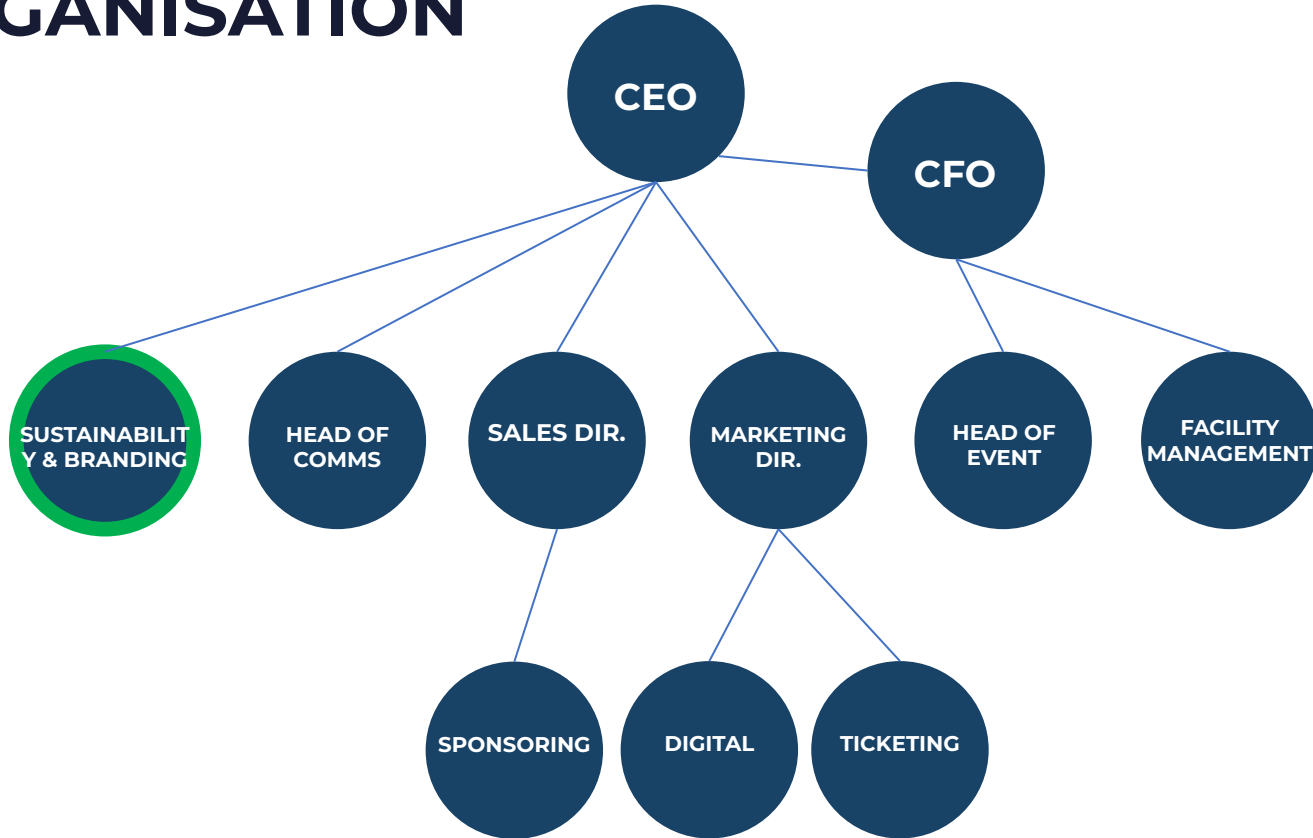 GANISATION
CEO
CFO
SUSTAINABILIT
Y & BRANDING
HEAD OF
COMMS
SALES DIR.
MARKETING
DIR.
HEAD OF
EVENT
FACILITY
MANAGEMENT
SPONSORING
DIGITAL
TICKETING